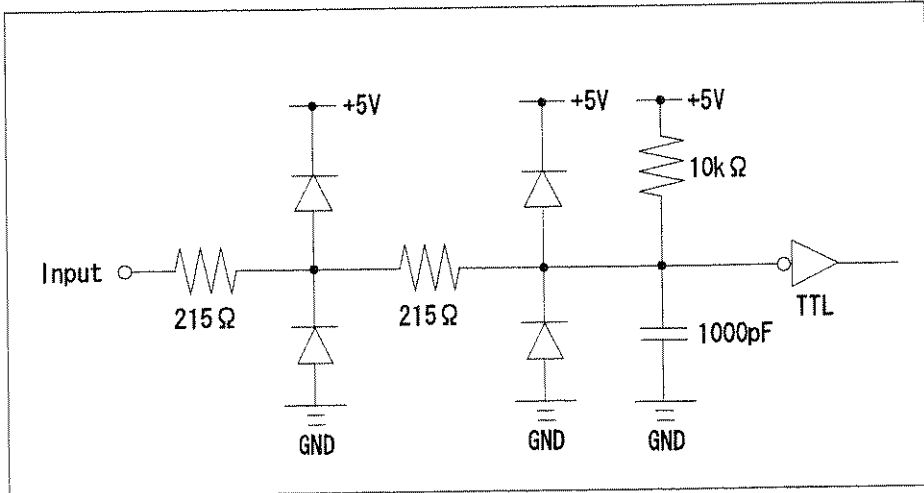 +5V
+5V
+5V
10kΩ
Input
215Ω
215Ω
TTL
1000pF
GND
GND
GND